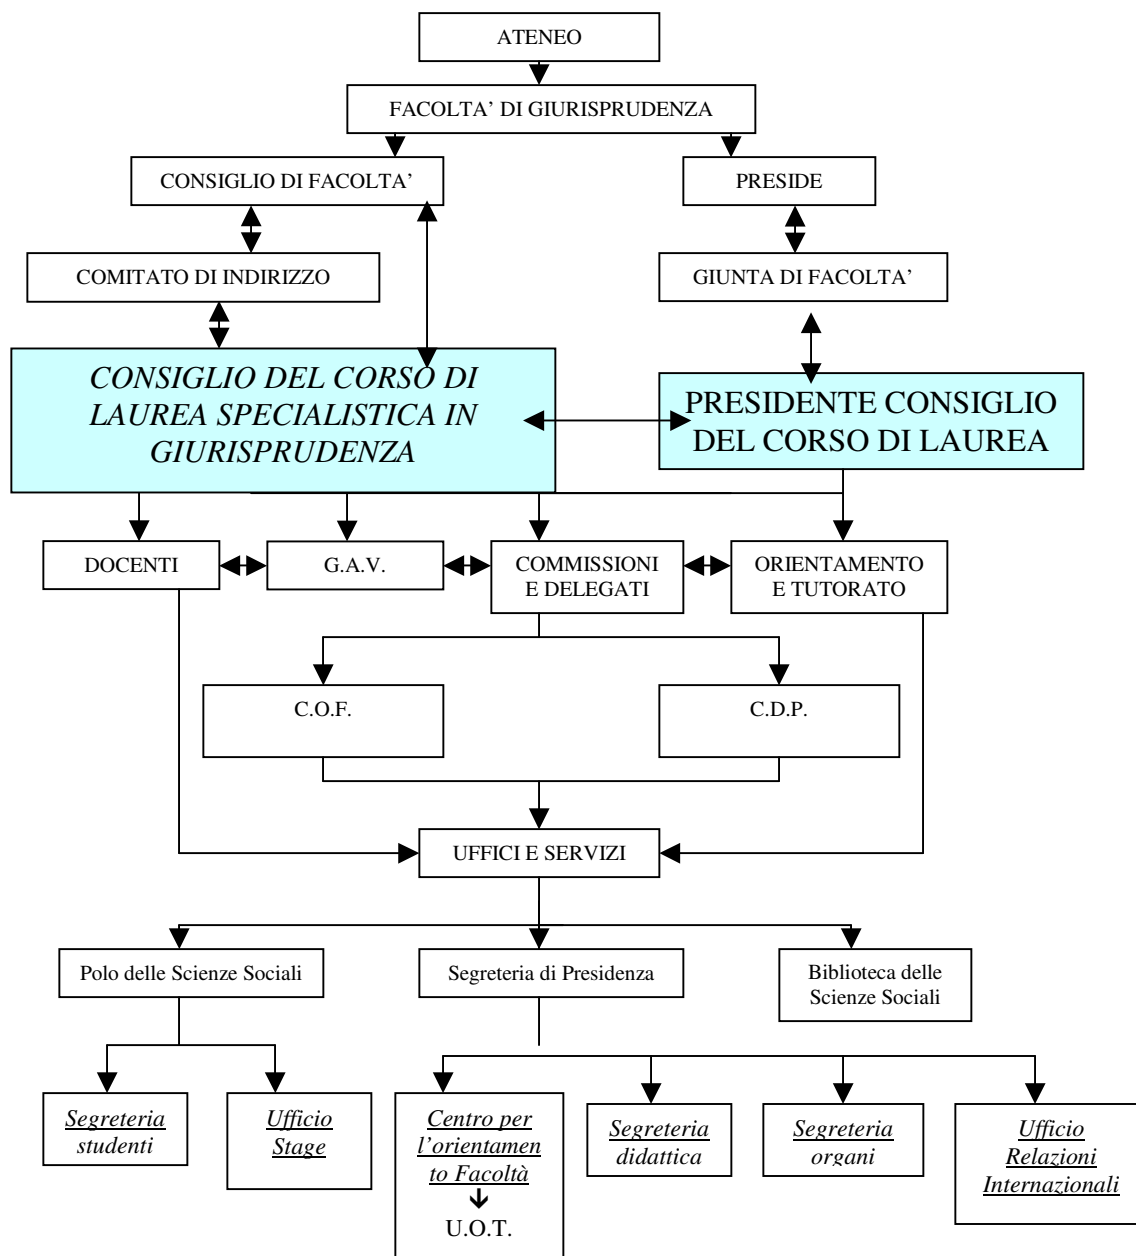 ATENEO
FACOLTA’ DI GIURISPRUDENZA
CONSIGLIO DI FACOLTA’
PRESIDE
COMITATO DI INDIRIZZO
GIUNTA DI FACOLTA’
CONSIGLIO DEL CORSO DI
LAUREA SPECIALISTICA IN
GIURISPRUDENZA
PRESIDENTE CONSIGLIO
DEL CORSO DI LAUREA
DOCENTI
G.A.V.
COMMISSIONI
E DELEGATI
ORIENTAMENTO
E TUTORATO
C.O.F.
C.D.P.
UFFICI E SERVIZI
Polo delle Scienze Sociali
Segreteria di Presidenza
Biblioteca delle
Scienze Sociali
Segreteria
studenti
Ufficio
Stage
Centro per
l’orientamen
to Facoltà
U.O.T.
Segreteria
didattica
Segreteria
organi
Ufficio
Relazioni
Internazionali